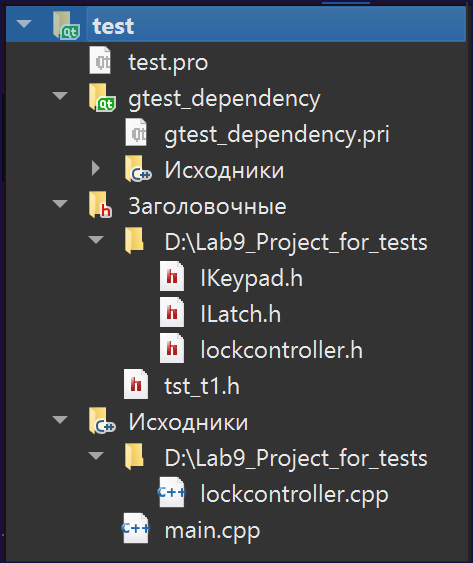 test
test.pro
gtest_dependency
gtest_dependency.pri
Исходники
Заголовочные
D:\Lab9_Project_for_tests
IKeypad.h
ILatch.h
lockcontroller.h
tst_t1.h
Исходники
D:\Lab9_Project_for_tests
lockcontroller.cpp
main.cpp